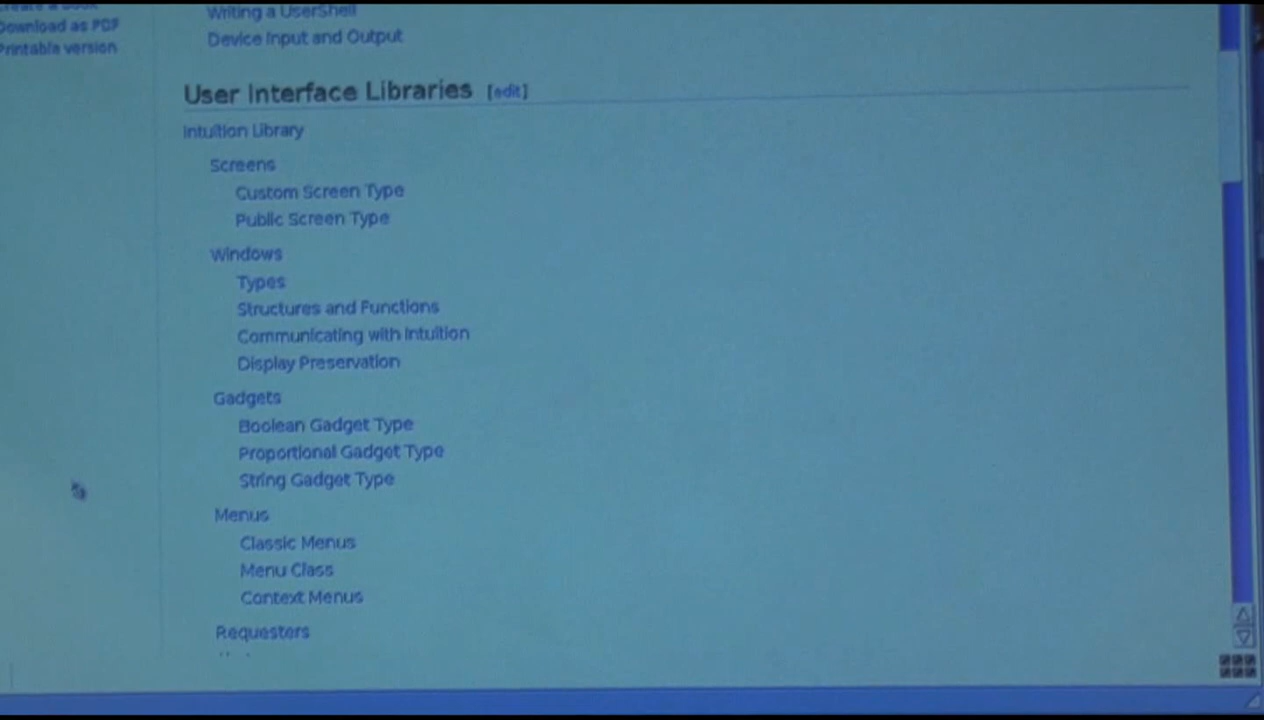 Create a book
Download as PDF
Printable version
Writing a UserShell
Device Input and Output
User Interface Libraries [edit]
Intuition Library
Screens
Custom Screen Type
Public Screen Type
Windows
Types
Structures and Functions
Communicating with Intuition
Display Preservation
Gadgets
Boolean Gadget Type
Proportional Gadget Type
String Gadget Type
Menus
Classic Menus
Menu Class
Context Menus
Requesters